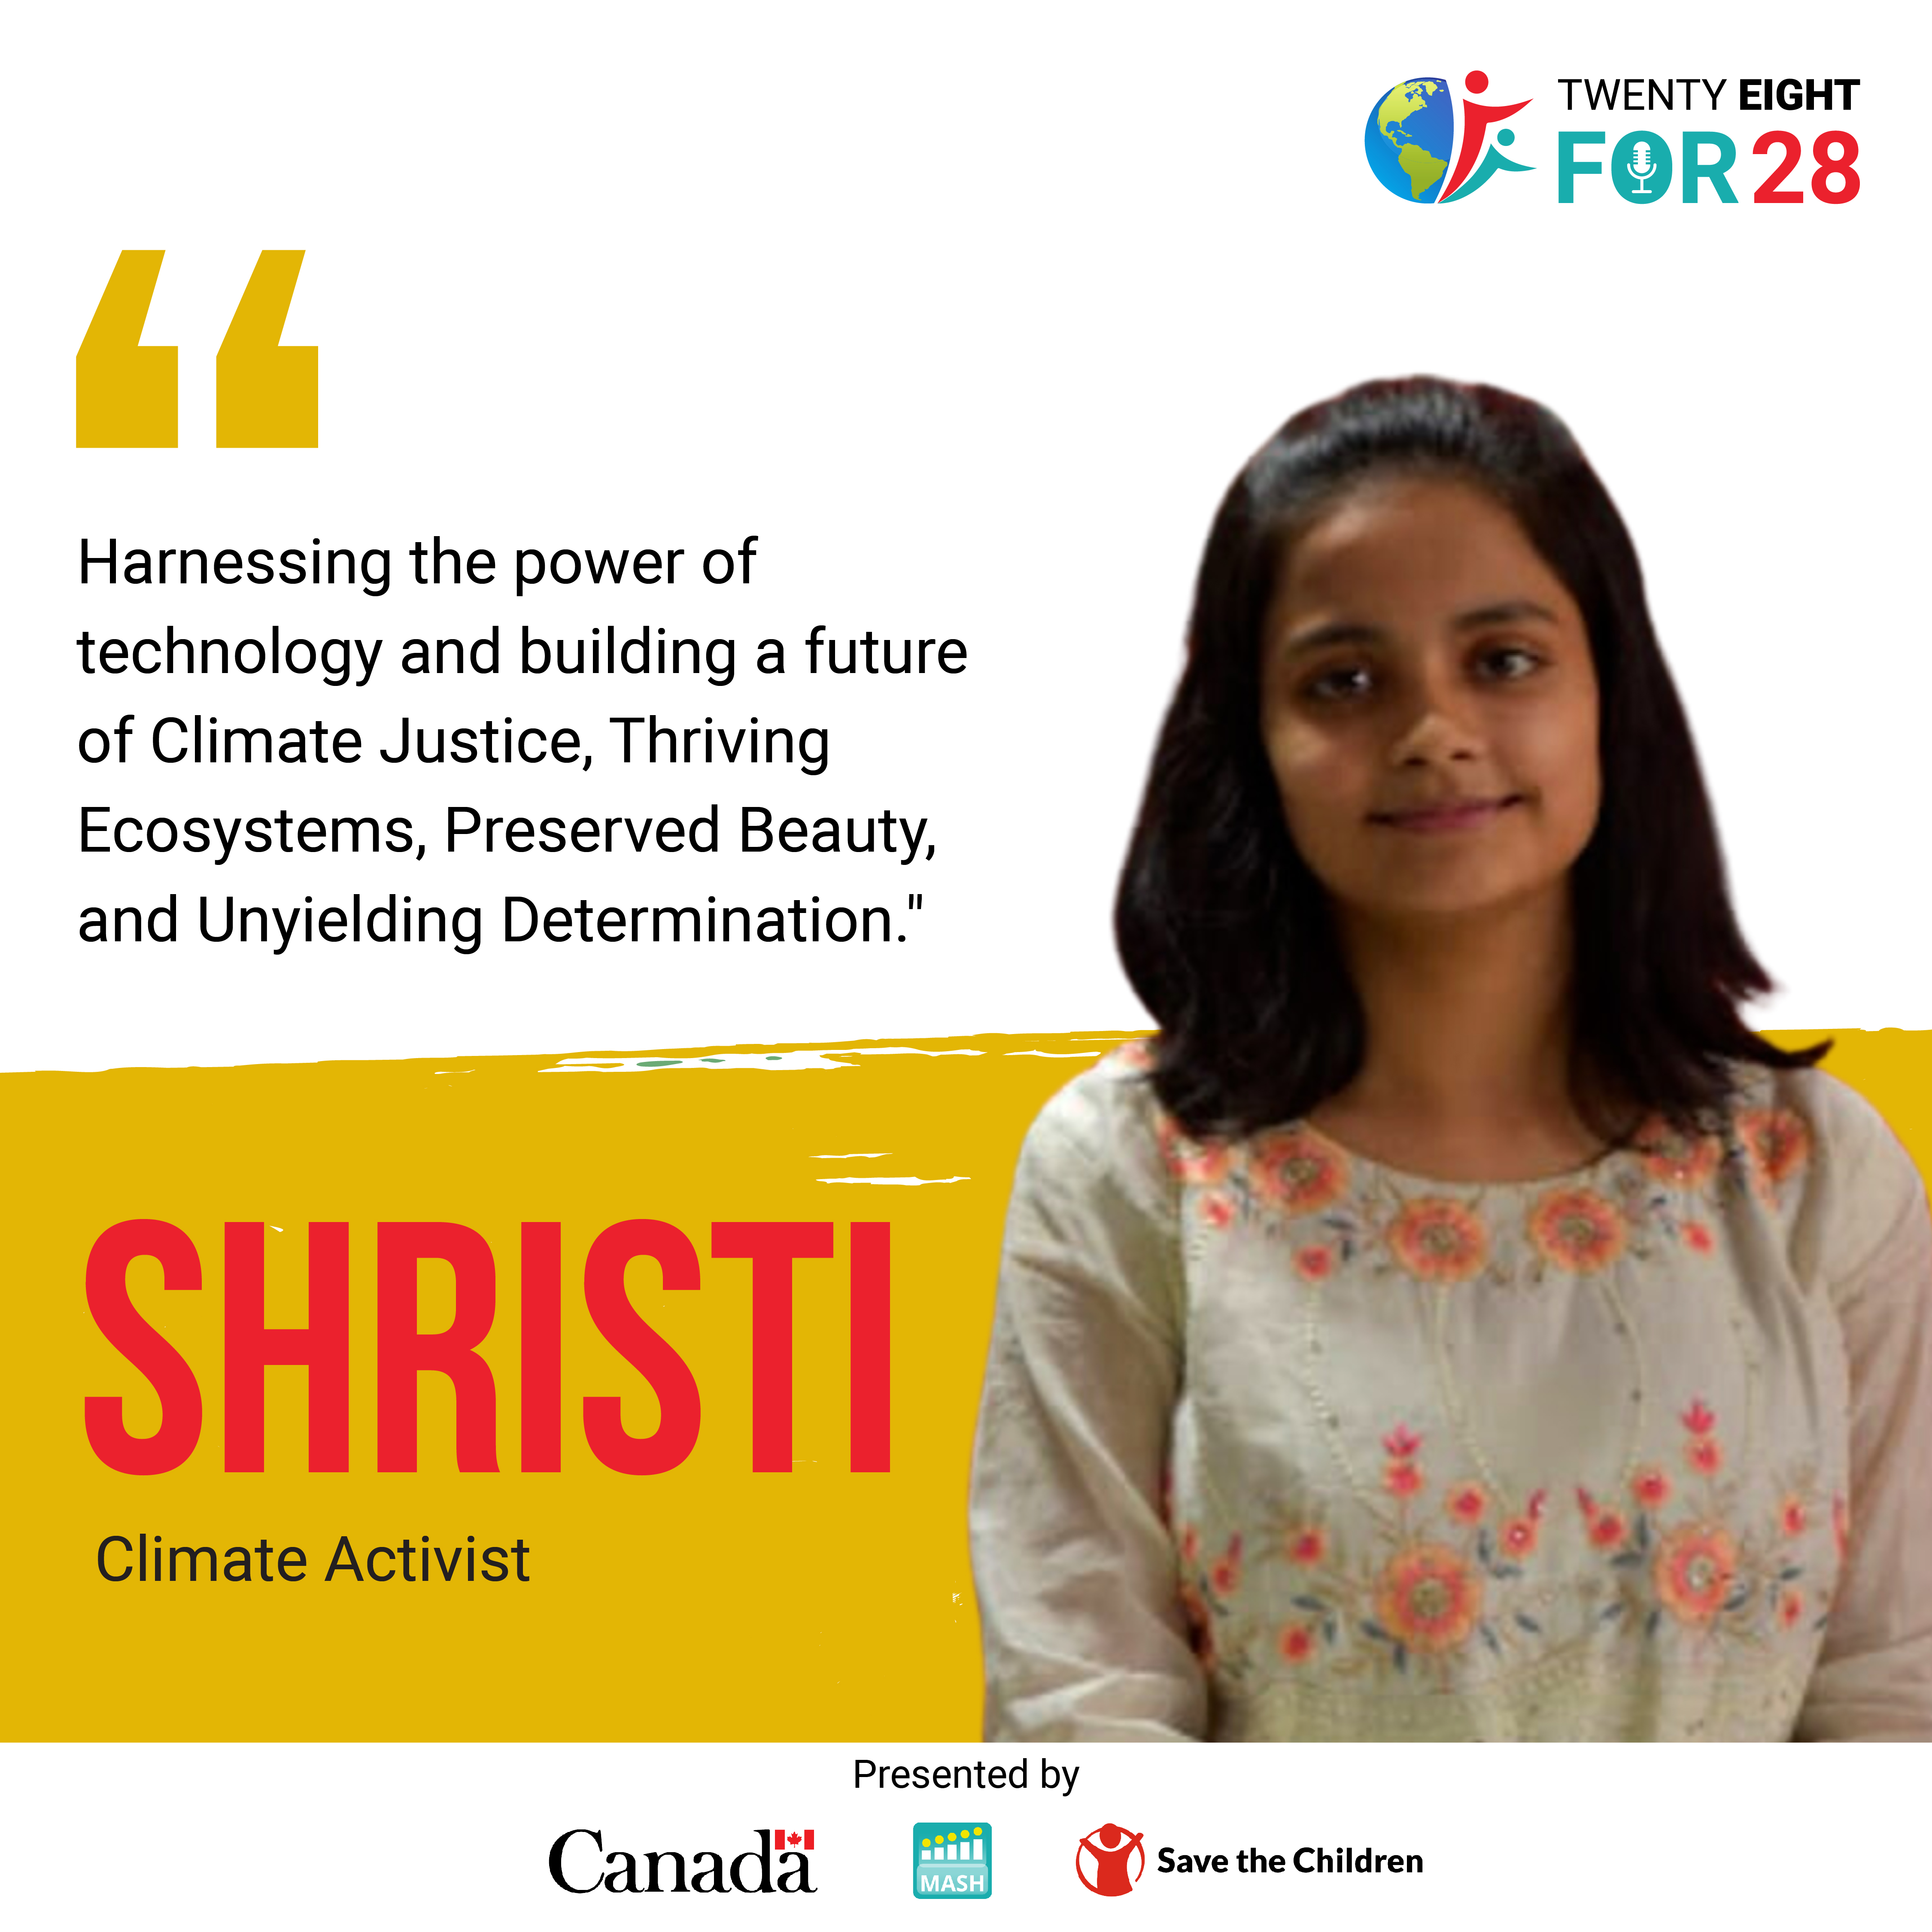 TWENTY EIGHT
FOR 28
“
Harnessing the power of
technology and building a future
of Climate Justice, Thriving
Ecosystems, Preserved Beauty,
and Unyielding Determination."
SHRISTI
Climate Activist
Presented by
Canada
MASH
Save the Children